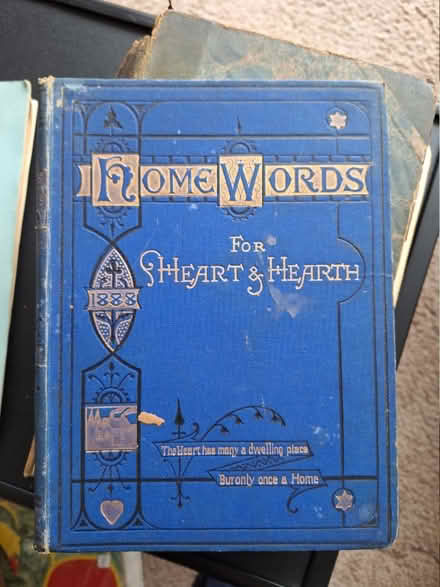 Home Words
For
Heart & Hearth
1888
The Heart has many a dwelling place
But only once a Home